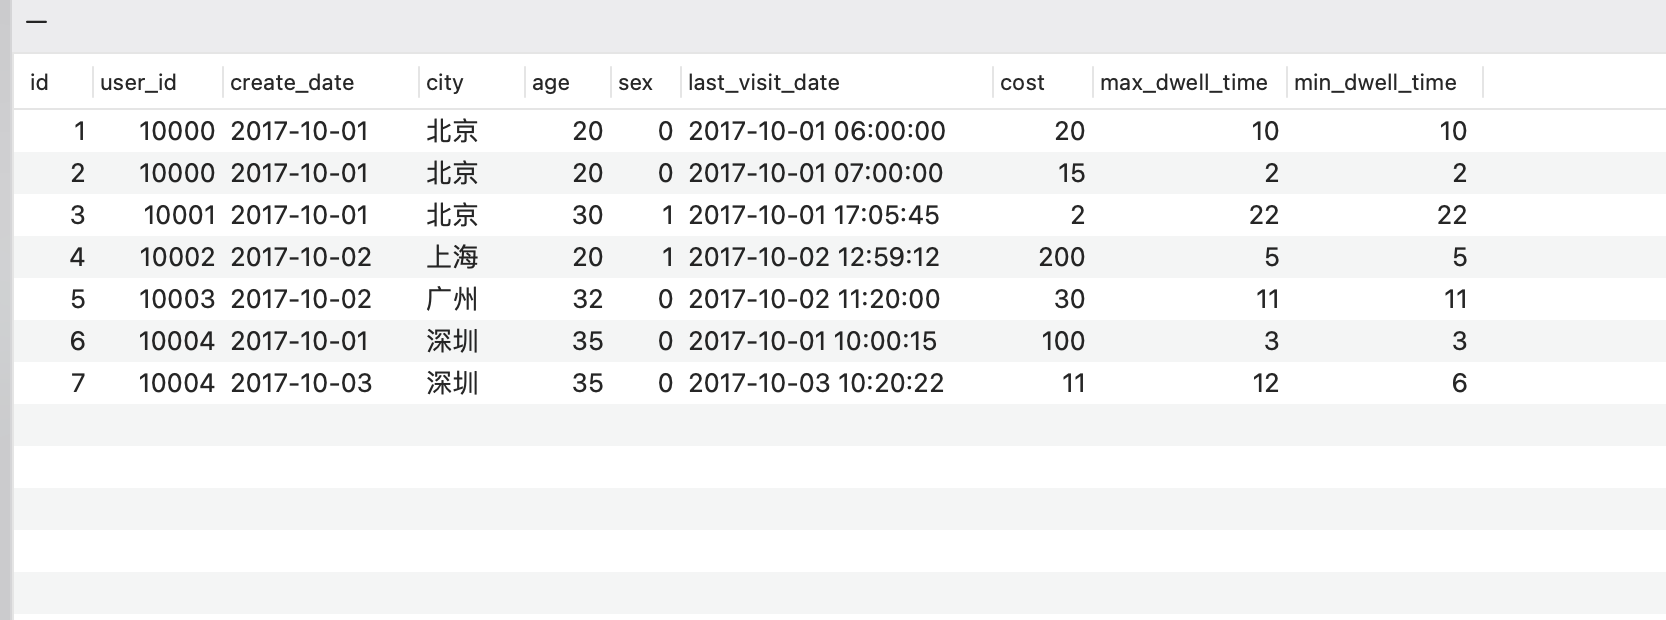 id user_id create_date city age sex last_visit_date cost max_dwell_time min_dwell_time
1 10000 2017-10-01 北京 20 0 2017-10-01 06:00:00 20 10 10
2 10000 2017-10-01 北京 20 0 2017-10-01 07:00:00 15 2 2
3 10001 2017-10-01 北京 30 1 2017-10-01 17:05:45 2 22 22
4 10002 2017-10-02 上海 20 1 2017-10-02 12:59:12 200 5 5
5 10003 2017-10-02 广州 32 0 2017-10-02 11:20:00 30 11 11
6 10004 2017-10-01 深圳 35 0 2017-10-01 10:00:15 100 3 3
7 10004 2017-10-03 深圳 35 0 2017-10-03 10:20:22 11 12 6